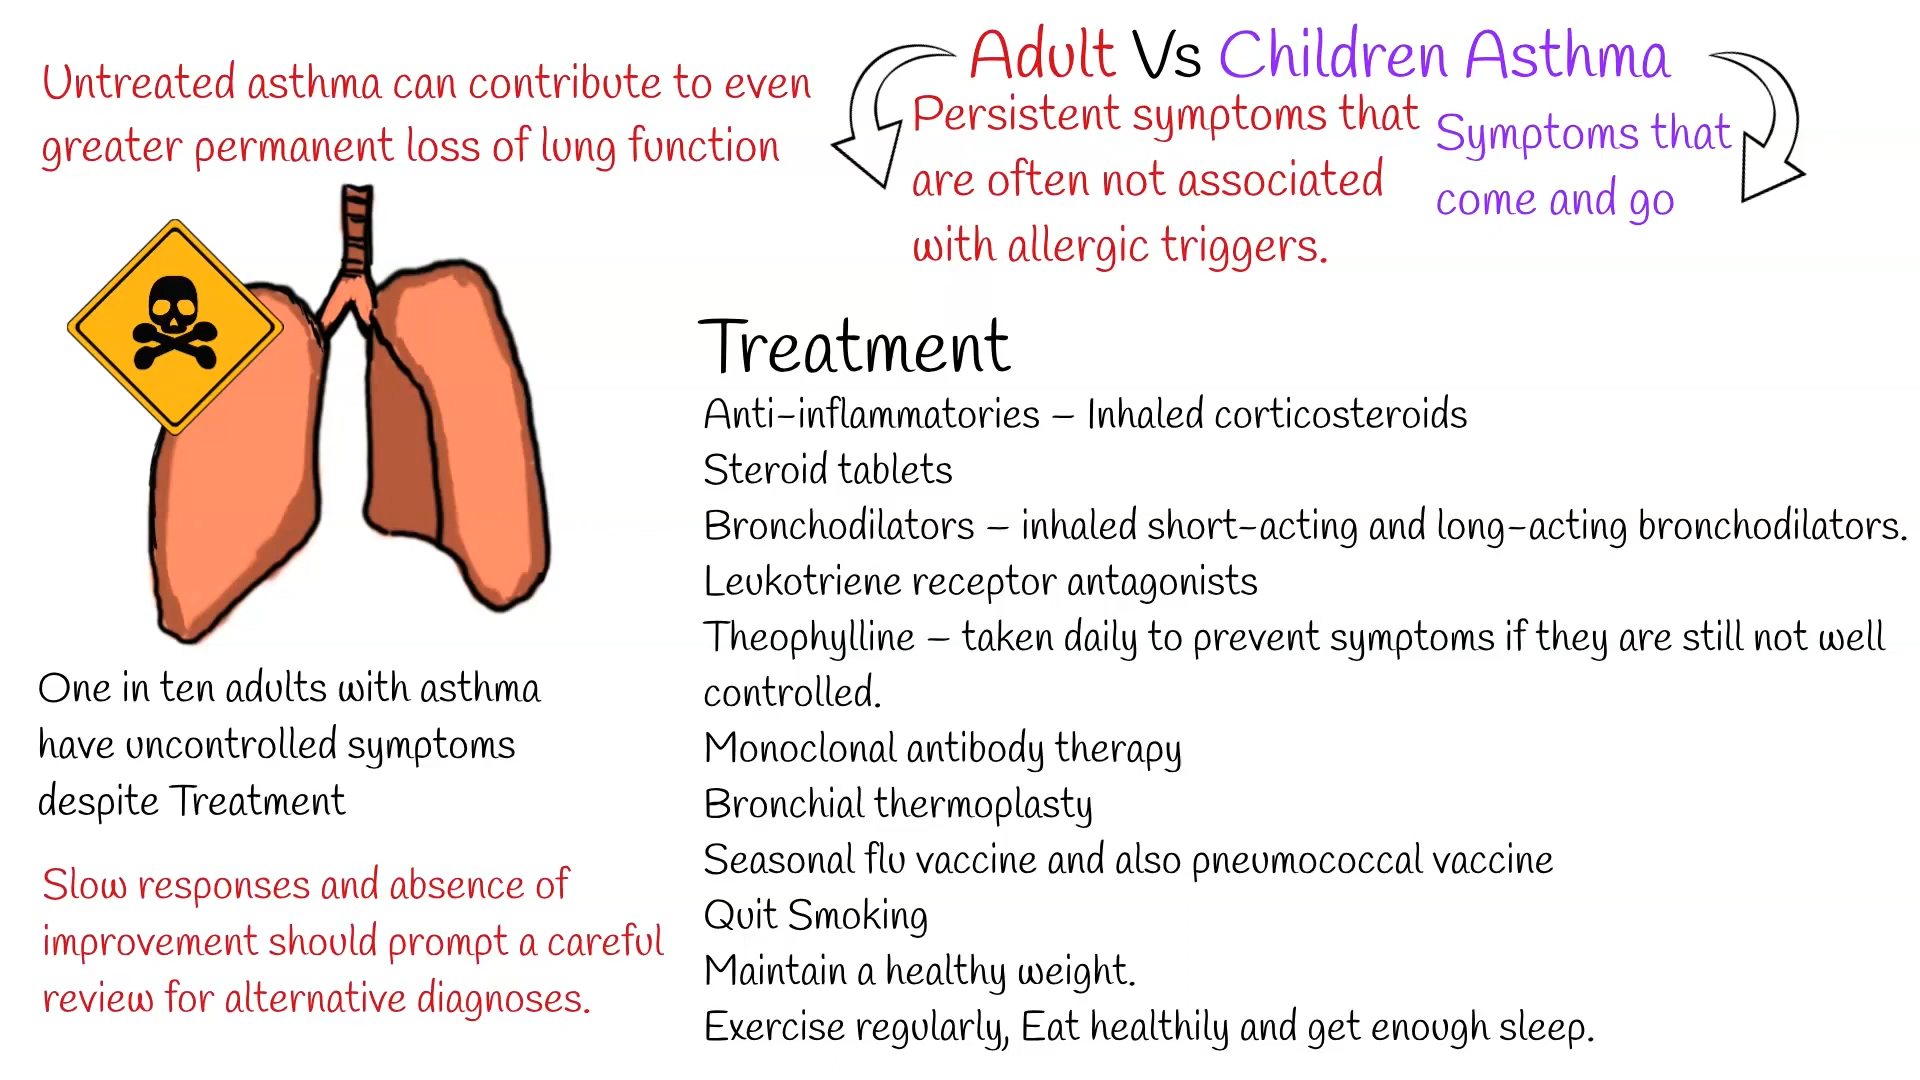 Untreated asthma can contribute to even
greater permanent loss of lung function
One in ten adults with asthma
have uncontrolled symptoms
despite Treatment
Slow responses and absence of
improvement should prompt a careful
review for alternative diagnoses.
Adult Vs Children Asthma
Persistent symptoms that
are often not associated
with allergic triggers.
Symptoms that
come and go
Treatment
Anti-inflammatories – Inhaled corticosteroids
Steroid tablets
Bronchodilators – inhaled short-acting and long-acting bronchodilators.
Leukotriene receptor antagonists
Theophylline – taken daily to prevent symptoms if they are still not well
controlled.
Monoclonal antibody therapy
Bronchial thermoplasty
Seasonal flu vaccine and also pneumococcal vaccine
Quit Smoking
Maintain a healthy weight.
Exercise regularly, Eat healthily and get enough sleep.